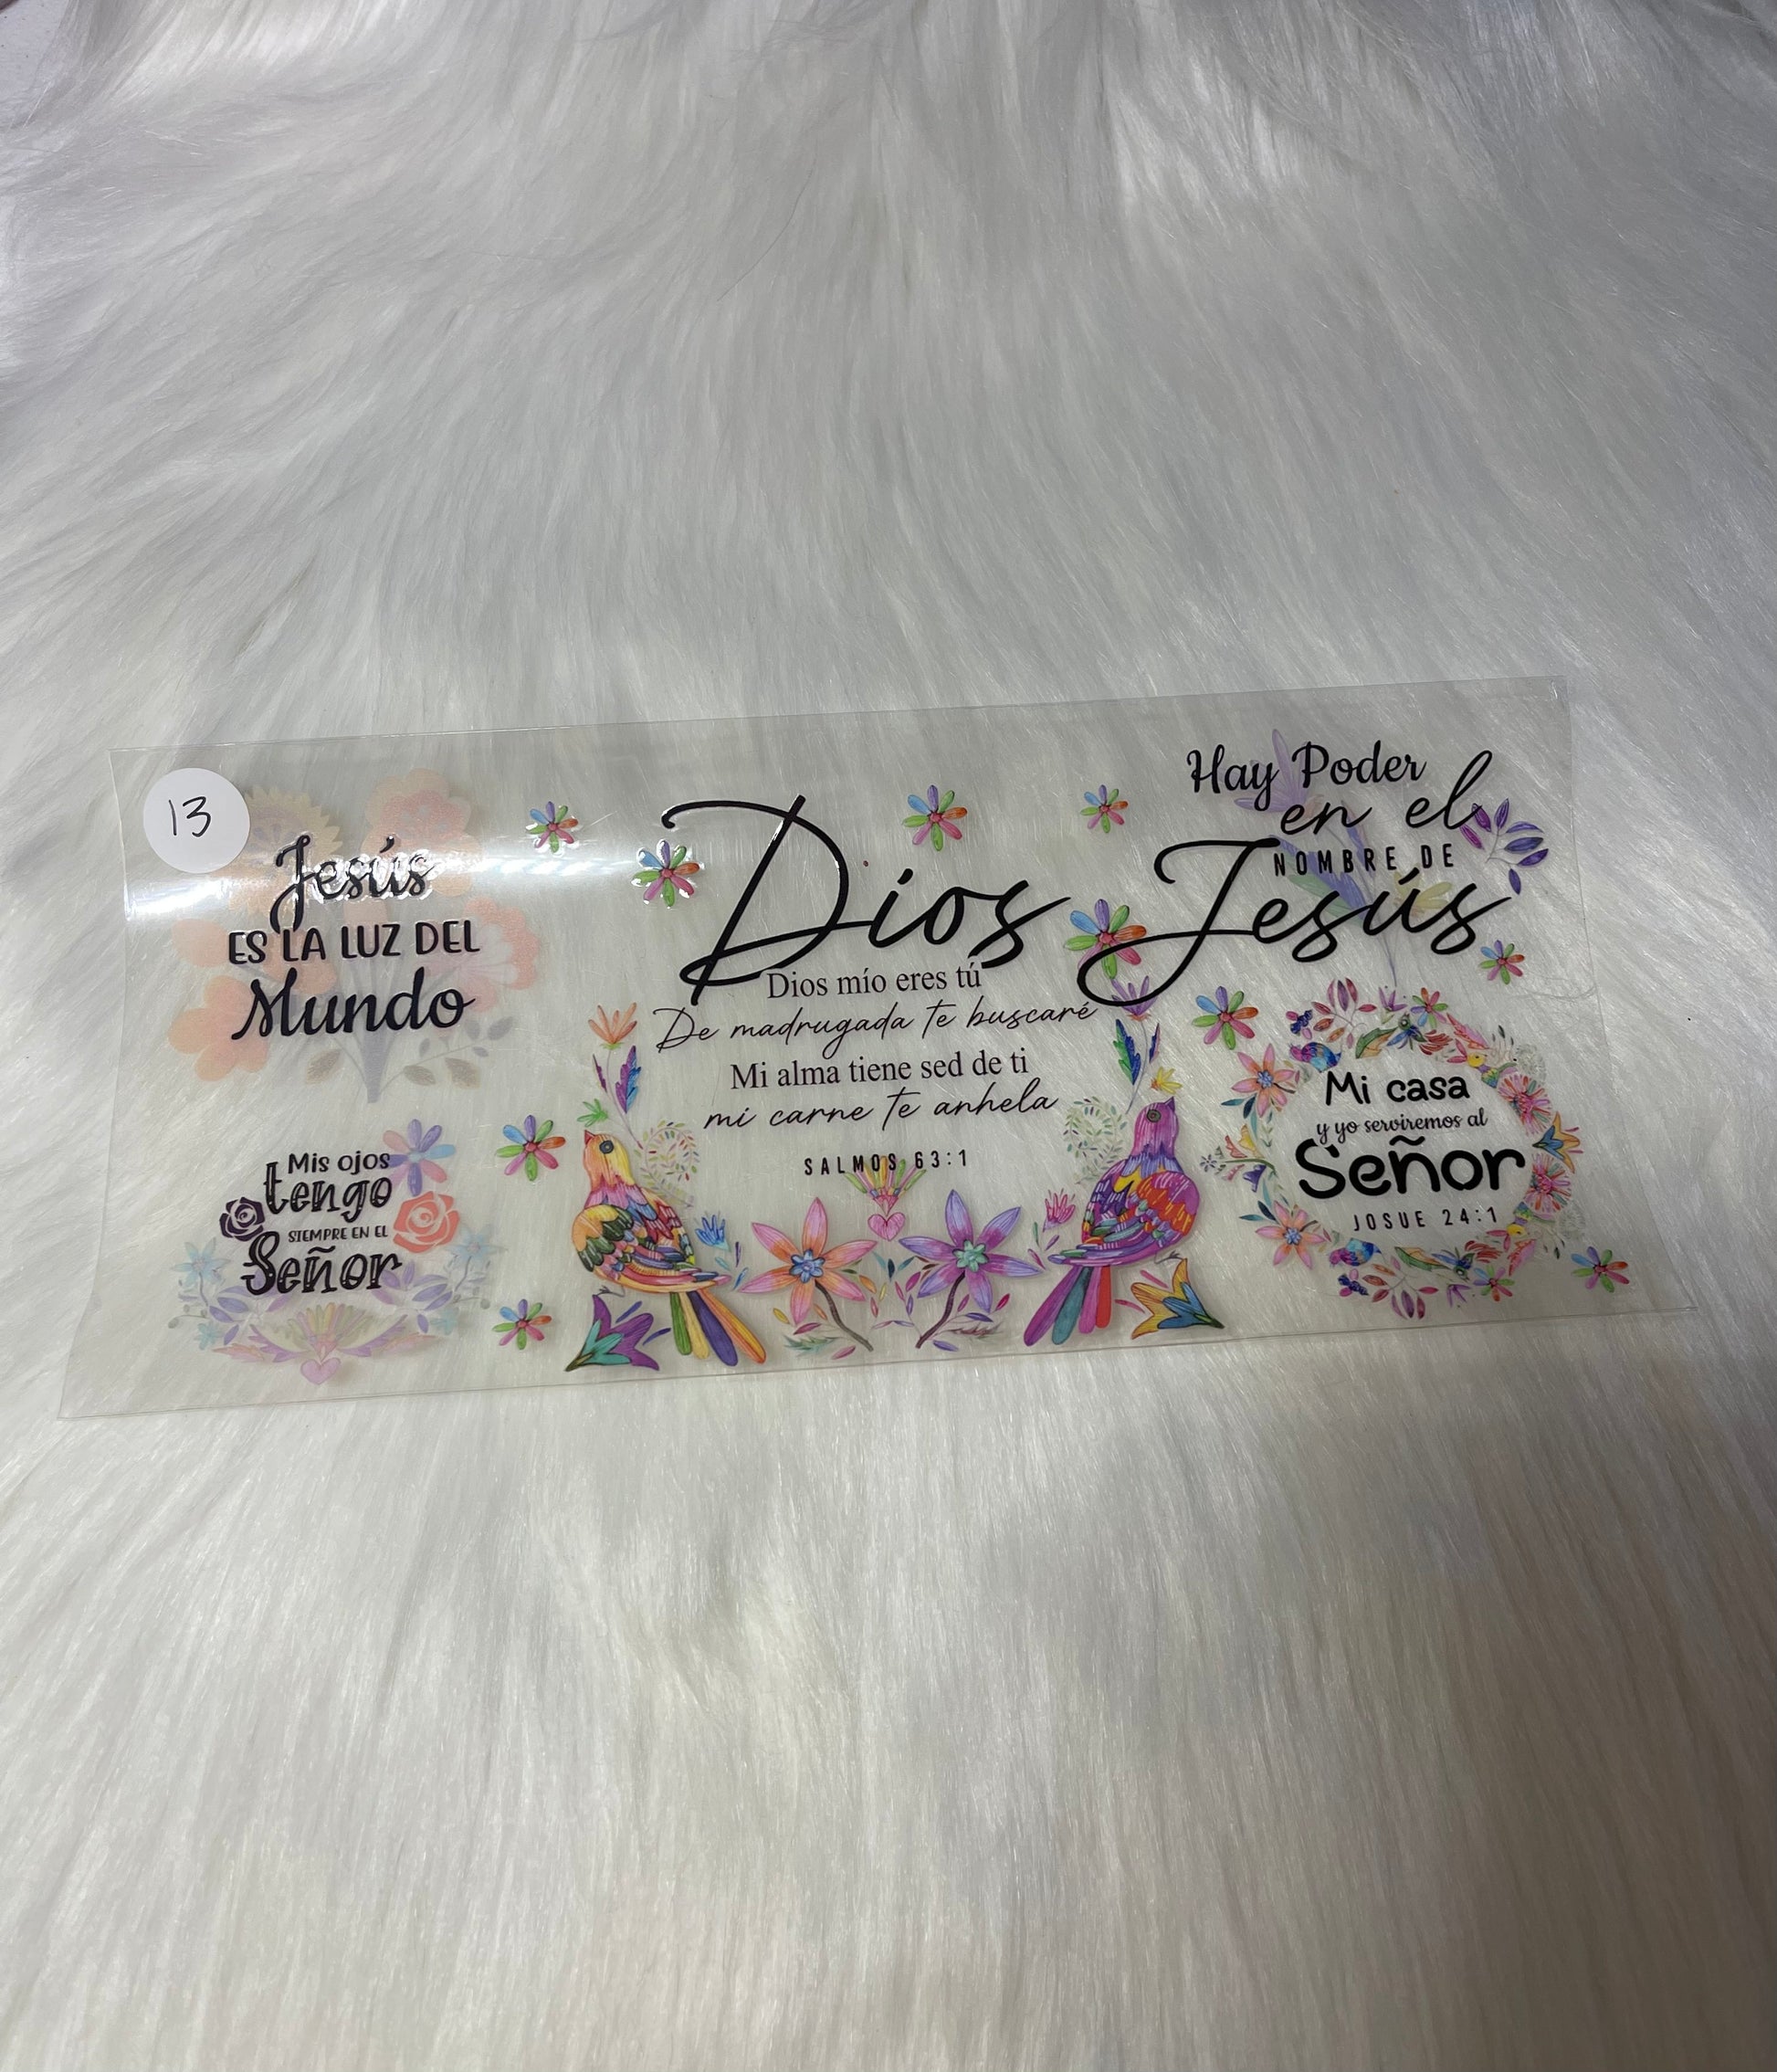 13
Jesús
ES LA LUZ DEL
Mundo
Mis ojos
tengo
SIEMPRE EN EL
Señor
Dios
Dios mío eres tú
De madrugada te buscaré
Mi alma tiene sed de ti
mi carne te anhela
SALMOS 63:1
Hay Poder
en el
NOMBRE DE
Jesús
Mi casa
y yo serviremos al
Señor
JOSUE 24:1